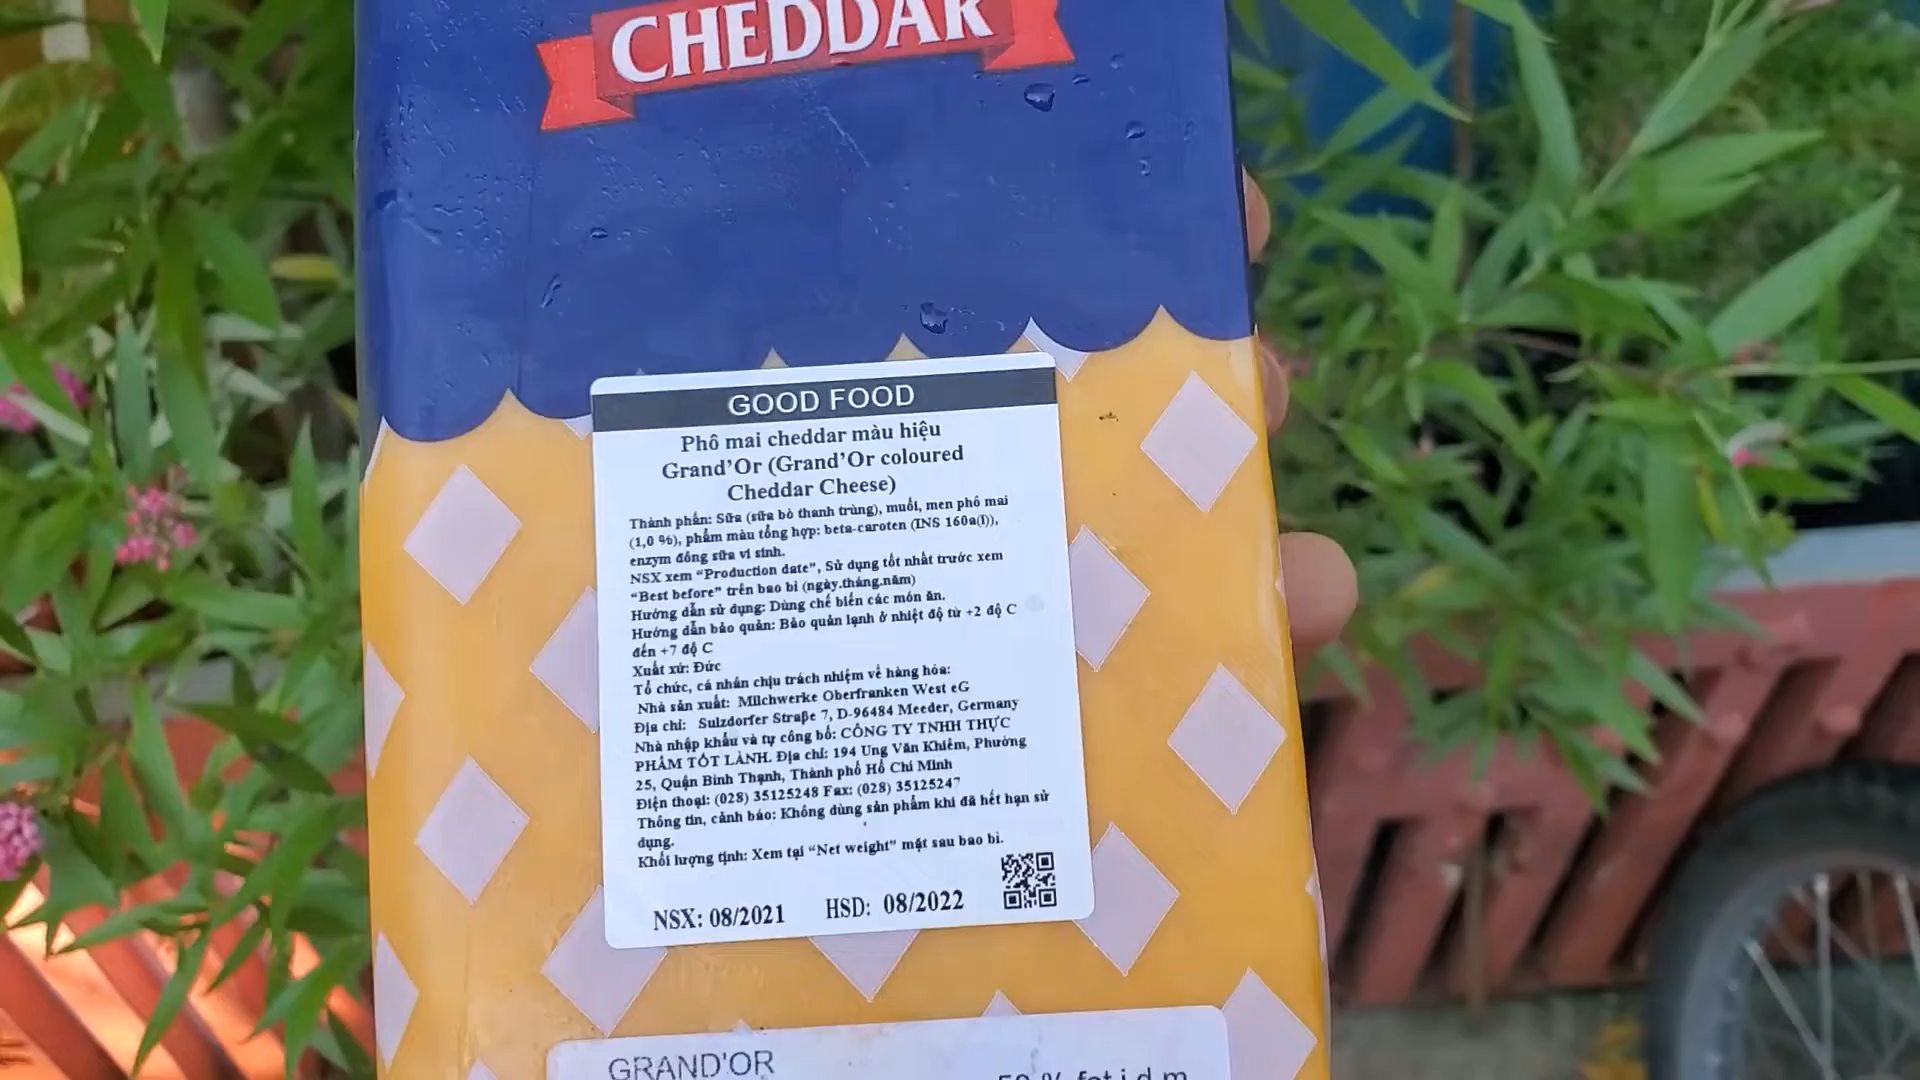 CHEDDAR
GOOD FOOD
Phô mai cheddar màu hiệu
Grand’Or (Grand’Or coloured
Cheddar Cheese)
Thành phần: Sữa (sữa bò thanh trùng), muối, men phô mai
(1,0 %), phẩm màu tổng hợp: beta-caroten (INS 160a(I)),
enzym đông sữa vi sinh.
NSX xem “Production date”, Sử dụng tốt nhất trước xem
“Best before” trên bao bì (ngày.tháng.năm)
Hướng dẫn sử dụng: Dùng chế biến các món ăn.
Hướng dẫn bảo quản: Bảo quản lạnh ở nhiệt độ từ +2 độ C
đến +7 độ C
Xuất xứ: Đức
Tổ chức, cá nhân chịu trách nhiệm về hàng hóa:
Nhà sản xuất: Milchwerke Oberfranken West eG
Địa chỉ: Sulzdorfer Straβe 7, D-96484 Meeder, Germany
Nhà nhập khẩu và tự công bố: CÔNG TY TNHH THỰC
PHẨM TỐT LÀNH. Địa chỉ: 194 Ung Văn Khiêm, Phường
25, Quận Bình Thạnh, Thành phố Hồ Chí Minh
Điện thoại: (028) 35125248 Fax: (028) 35125247
Thông tin, cảnh báo: Không dùng sản phẩm khi đã hết hạn sử
dụng.
Khối lượng tịnh: Xem tại “Net weight” mặt sau bao bì.
NSX: 08/2021 HSD: 08/2022
GRAND'OR
% fat i.d.m